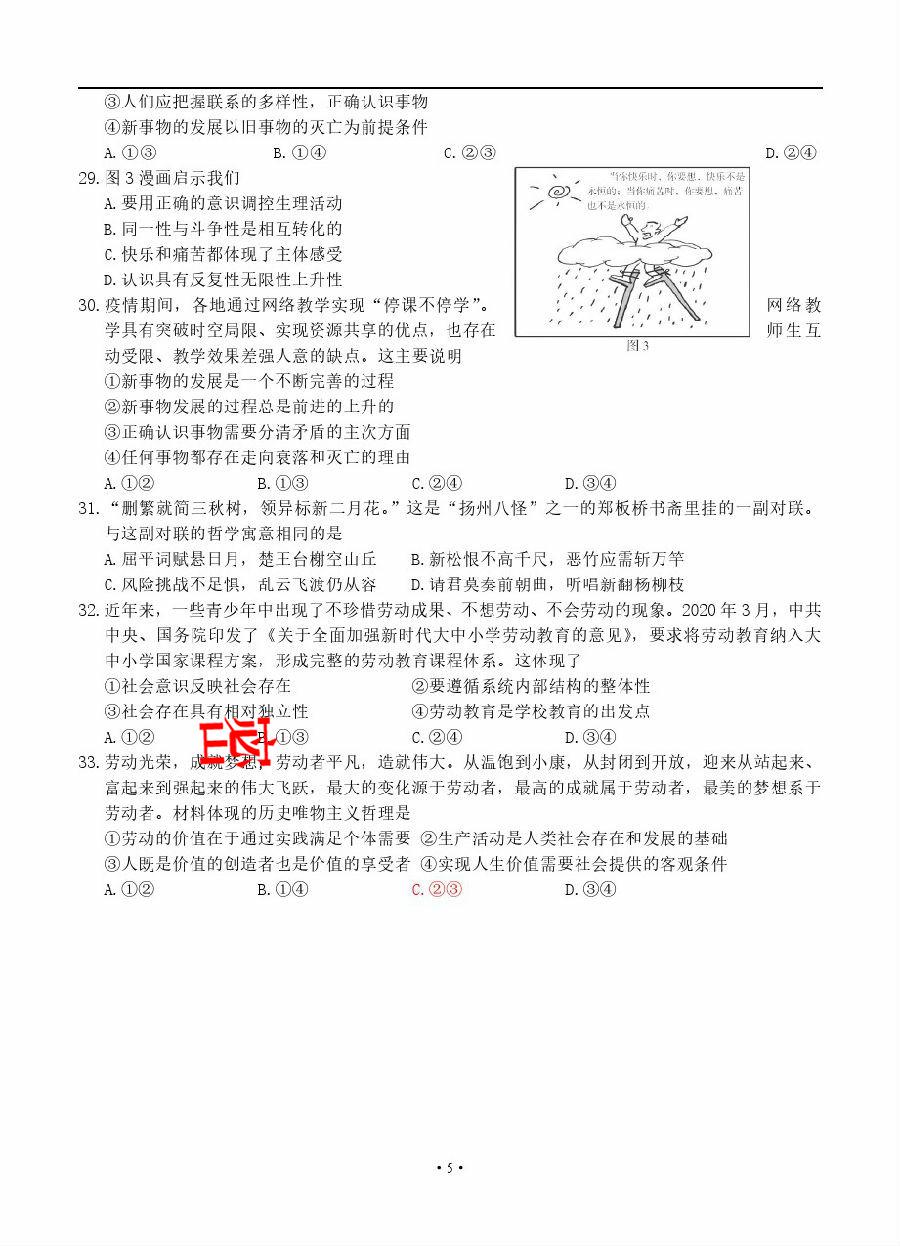 ③人们应把握联系的多样性，正确认识事物
④新事物的发展以旧事物的灭亡为前提条件
A.①③ B.①④ C.②③ D.②④
29.图3漫画启示我们
A.要用正确的意识调控生理活动
B.同一性与斗争性是相互转化的
C.快乐和痛苦都体现了主体感受
D.认识具有反复性无限性上升性
当你快乐时，你要想，快乐不是
永恒的；当你痛苦时，你要想，痛苦
也不是永恒的
图3
30.疫情期间，各地通过网络教学实现“停课不停学”。 网络教
学具有突破时空局限、实现资源共享的优点，也存在 师生互
动受限、教学效果差强人意的缺点。这主要说明
①新事物的发展是一个不断完善的过程
②新事物发展的过程总是前进的上升的
③正确认识事物需要分清矛盾的主次方面
④任何事物都存在走向衰落和灭亡的理由
A.①② B.①③ C.②④ D.③④
31.“删繁就简三秋树，领异标新二月花。”这是“扬州八怪”之一的郑板桥书斋里挂的一副对联。
与这副对联的哲学寓意相同的是
A.屈平词赋悬日月，楚王台榭空山丘 B.新松恨不高千尺，恶竹应需斩万竿
C.风险挑战不足惧，乱云飞渡仍从容 D.请君莫奏前朝曲，听唱新翻杨柳枝
32.近年来，一些青少年中出现了不珍惜劳动成果、不想劳动、不会劳动的现象。2020年3月，中共
中央、国务院印发了《关于全面加强新时代大中小学劳动教育的意见》，要求将劳动教育纳入大
中小学国家课程方案，形成完整的劳动教育课程体系。这体现了
①社会意识反映社会存在 ②要遵循系统内部结构的整体性
③社会存在具有相对独立性 ④劳动教育是学校教育的出发点
A.①② B.①③ C.②④ D.③④
33.劳动光荣，成就梦想；劳动者平凡，造就伟大。从温饱到小康，从封闭到开放，迎来从站起来、
富起来到强起来的伟大飞跃，最大的变化源于劳动者，最高的成就属于劳动者，最美的梦想系于
劳动者。材料体现的历史唯物主义哲理是
①劳动的价值在于通过实践满足个体需要 ②生产活动是人类社会存在和发展的基础
③人既是价值的创造者也是价值的享受者 ④实现人生价值需要社会提供的客观条件
A.①② B.①④ C.②③ D.③④
·5·